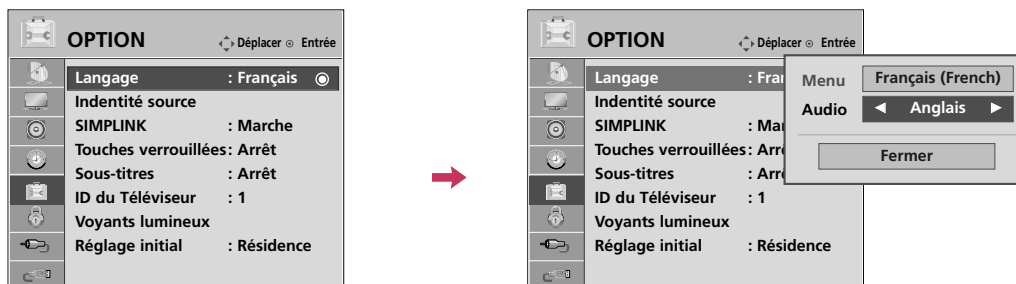 OPTION Déplacer Entrée
Langage : Français
Indentité source
SIMPLINK : Marche
Touches verrouillées : Arrêt
Sous-titres : Arrêt
ID du Téléviseur : 1
Voyants lumineux
Réglage initial : Résidence
OPTION Déplacer Entrée
Langage : Fra
Indentité source
SIMPLINK : Ma
Touches verrouillées : Arr
Sous-titres : Arr
ID du Téléviseur : 1
Voyants lumineux
Réglage initial : Résidence
Menu Français (French)
Audio ◄ Anglais ►
Fermer